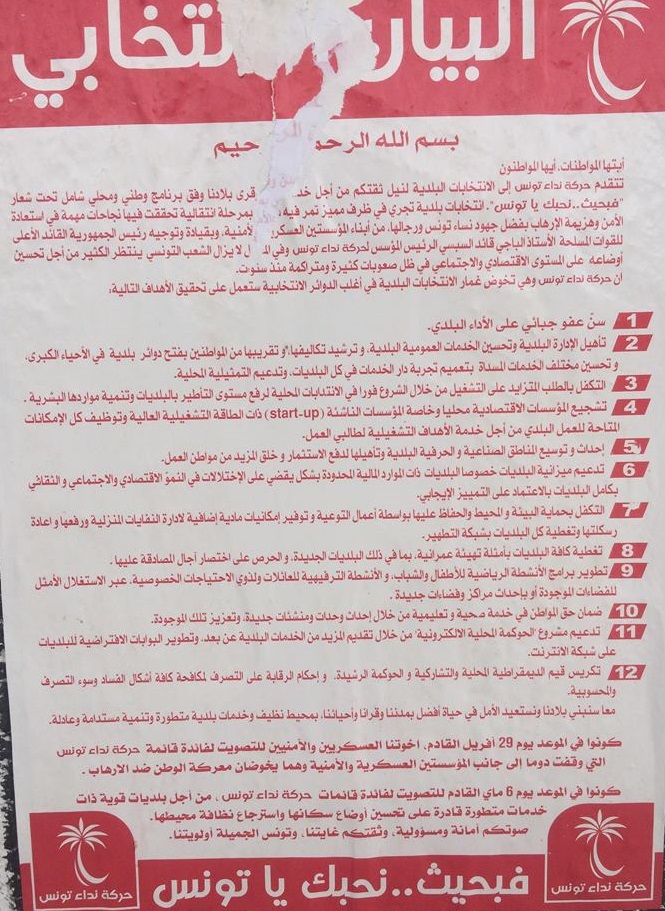 البيان
نتخابي
بسم الله الرحم حيم
أيتها المواطنات، أيها المواطنون
تتقدم حركة نداء تونس إلى الانتخابات البلدية لنيل ثقتكم من أجل خد قرى بلادنا وفق برنامج وطني ومحلي شامل تحت شعار
"فبحيث..نحبك يا تونس". انتخابات بلدية تجري في ظرف مميز تمر فيه بمرحلة انتقالية تحققت فيها نجاحات مهمة في استعادة
الأمن وهزيمة الإرهاب بفضل جهود نساء تونس ورجالها، من أبناء المؤسستين العسكر لأمنية، وبقيادة وتوجيه رئيس الجمهورية القائد الأعلى
للقوات المسلحة الأستاذ الباجي قائد السبسي الرئيس المؤسس لحركة نداء تونس وفي الم ل لا يزال الشعب التونسي ينتظر الكثير من أجل تحسين
أوضاعه على المستوى الاقتصادي والاجتماعي في ظل صعوبات كثيرة ومتراكمة منذ سنوات.
ان حركة نداء تونس وهي تخوض غمار الانتخابات البلدية في أغلب الدوائر الانتخابية ستعمل على تحقيق الأهداف التالية:
1 سنّ عفو جبائي على الأداء البلدي.
2 تأهيل الإدارة البلدية وتحسين الخدمات العمومية البلدية، و ترشيد تكاليفها، و تقريبها من المواطنين بفتح دوائر بلدية في الأحياء الكبرى،
و تحسين مختلف الخدمات المسداة بتعميم تجربة دار الخدمات في كل البلديات، وتدعيم التمثيلية المحلية.
3 التكفل بالطلب المتزايد على التشغيل من خلال الشروع فورا في الانتدابات المحلية لرفع مستوى التأطير بالبلديات وتنمية مواردها البشرية.
4 تشجيع المؤسسات الاقتصادية محليا وخاصة المؤسسات الناشئة (start-up) ذات الطاقة التشغيلية العالية وتوظيف كل الإمكانات
المتاحة للعمل البلدي من أجل خدمة الأهداف التشغيلية لطالبي العمل.
5 إحداث و توسيع المناطق الصناعية و الحرفية البلدية وتأهيلها لدفع الاستثمار و خلق المزيد من مواطن العمل.
6 تدعيم ميزانية البلديات خصوصا البلديات ذات الموارد المالية المحدودة بشكل يقضي على الإختلالات في النموّ الاقتصادي والاجتماعي و الثقافي
بكامل البلديات بالاعتماد على التمييز الإيجابي.
7 التكفل بحماية البيئة و المحيط والحفاظ عليها بواسطة أعمال التوعية و توفير إمكانيات مادية إضافية لادارة النفايات المنزلية ورفعها و اعادة
رسكلتها وتغطية كل البلديات بشبكة التطهير.
8 تغطية كافة البلديات بأمثلة تهيئة عمرانية، بما في ذلك البلديات الجديدة، و الحرص على اختصار آجال المصادقة عليها.
9 تطوير برامج الأنشطة الرياضية للأطفال والشباب، و الأنشطة الترفيهية للعائلات ولذوي الاحتياجات الخصوصية، عبر الاستغلال الأمثل
للفضاءات الموجودة أو بإحداث مراكز وفضاءات جديدة.
10 ضمان حق المواطن في خدمة صحية و تعليمية من خلال إحداث وحدات ومنشئات جديدة، وتعزيز تلك الموجودة.
11 تدعيم مشروع "الحوكمة المحلية الالكترونية" من خلال تقديم المزيد من الخدمات البلدية عن بعد، وتطوير البوابات الافتراضية للبلديات
على شبكة الانترنت.
12 تكريس قيم الديمقراطية المحلية والتشاركية و الحوكمة الرشيدة. و إحكام الرقابة على التصرف لمكافحة كافة أشكال الفساد وسوء التصرف
والمحسوبية.
معا سنبني بلادنا ونستعيد الأمل في حياة أفضل بمدننا وقرانا وأحيائنا، بمحيط نظيف وخدمات بلدية متطورة وتنمية مستدامة وعادلة.
كونوا في الموعد يوم 29 أفريل القادم، اخوتنا العسكريين والأمنيين للتصويت لفائدة قائمة حركة نداء تونس
التي وقفت دوما إلى جانب المؤسستين العسكرية والأمنية وهما يخوضان معركة الوطن ضد الارهاب.
كونوا في الموعد يوم 6 ماي القادم للتصويت لفائدة قائمات حركة نداء تونس، من أجل بلديات قوية ذات
خدمات متطورة قادرة على تحسين أوضاع سكانها واسترجاع نظافة محيطها.
صوتكم أمانة ومسؤولية، وثقتكم غايتنا، وتونس الجميلة أولويتنا.
فبحيث..نحبك يا تونس
حركة نداء تونس
حركة نداء تونس